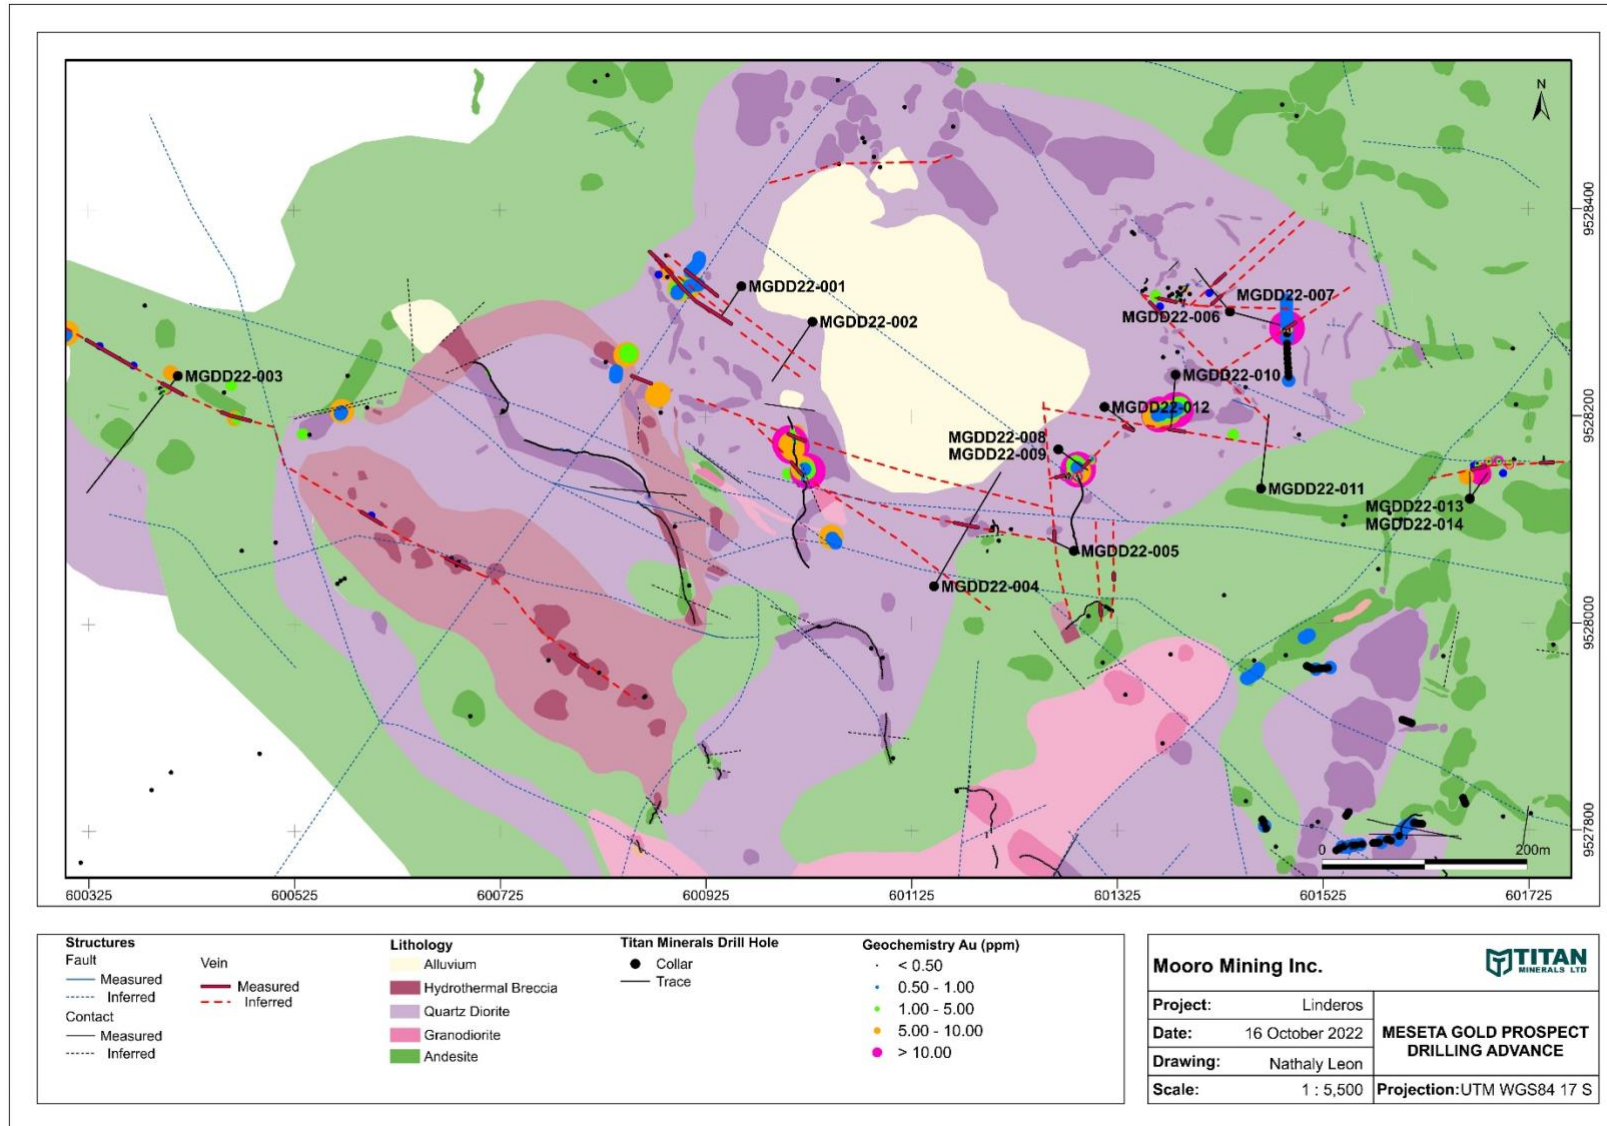 N
MGDD22-001
MGDD22-002
MGDD22-003
MGDD22-007
MGDD22-006
MGDD22-010
MGDD22-012
MGDD22-008
MGDD22-009
MGDD22-011
MGDD22-013
MGDD22-014
MGDD22-005
MGDD22-004
9528400
9528200
9528000
9527800
0 200m
600325 600525 600725 600925 601125 601325 601525 601725
Structures
Fault
Measured
Inferred
Contact
Measured
Inferred
Vein
Measured
Inferred
Lithology
Alluvium
Hydrothermal Breccia
Quartz Diorite
Granodiorite
Andesite
Titan Minerals Drill Hole
Collar
Trace
Geochemistry Au (ppm)
< 0.50
0.50 - 1.00
1.00 - 5.00
5.00 - 10.00
> 10.00
Mooro Mining Inc.
TITAN
MINERALS LTD
Project: Linderos
Date: 16 October 2022
Drawing: Nathaly Leon
Scale: 1 : 5,500
MESETA GOLD PROSPECT
DRILLING ADVANCE
Projection:UTM WGS84 17 S